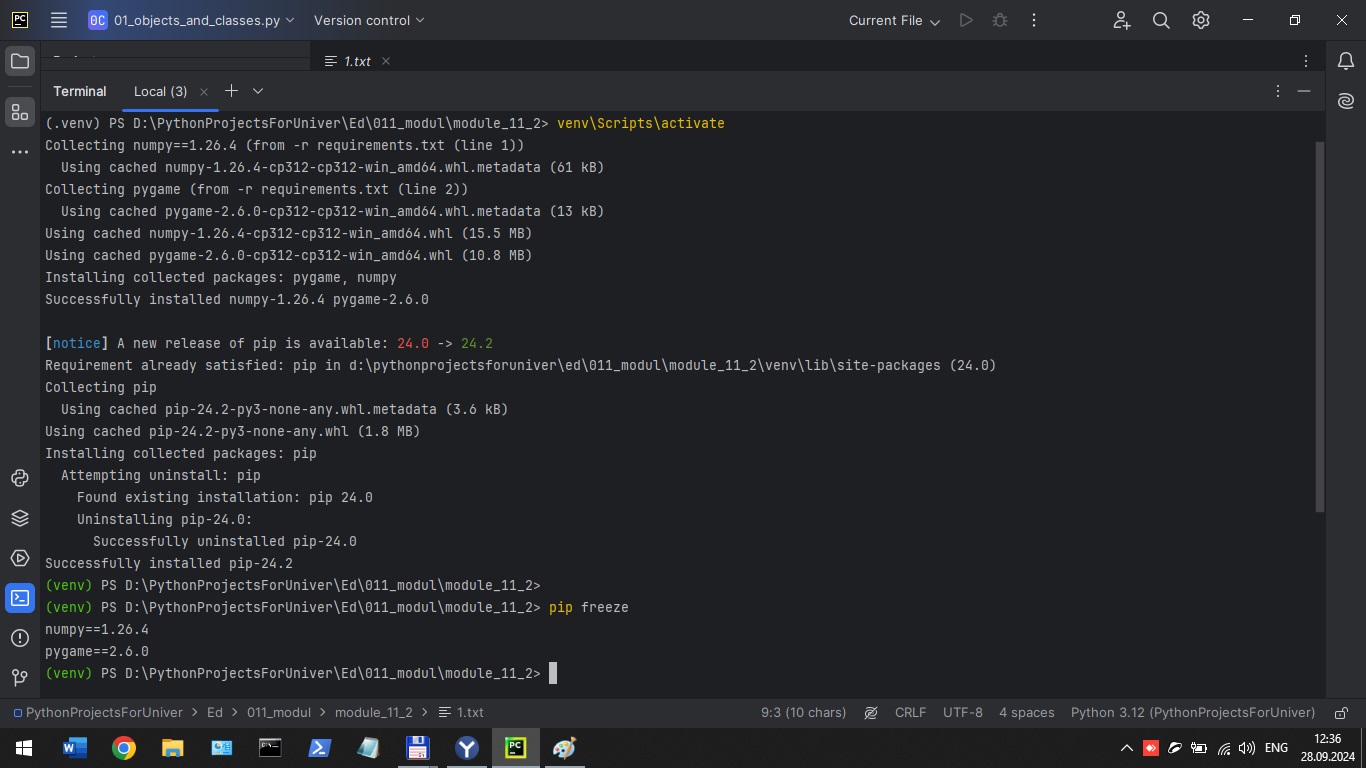 PC
0C 01_objects_and_classes.py Version control Current File
1.txt
Terminal Local (3)
(.venv) PS D:\PythonProjectsForUniver\Ed\011_modul\module_11_2> venv\Scripts\activate
Collecting numpy==1.26.4 (from -r requirements.txt (line 1))
  Using cached numpy-1.26.4-cp312-cp312-win_amd64.whl.metadata (61 kB)
Collecting pygame (from -r requirements.txt (line 2))
  Using cached pygame-2.6.0-cp312-cp312-win_amd64.whl.metadata (13 kB)
Using cached numpy-1.26.4-cp312-cp312-win_amd64.whl (15.5 MB)
Using cached pygame-2.6.0-cp312-cp312-win_amd64.whl (10.8 MB)
Installing collected packages: pygame, numpy
Successfully installed numpy-1.26.4 pygame-2.6.0
[notice] A new release of pip is available: 24.0 -> 24.2
Requirement already satisfied: pip in d:\pythonprojectsforuniver\ed\011_modul\module_11_2\venv\lib\site-packages (24.0)
Collecting pip
  Using cached pip-24.2-py3-none-any.whl.metadata (3.6 kB)
Using cached pip-24.2-py3-none-any.whl (1.8 MB)
Installing collected packages: pip
  Attempting uninstall: pip
    Found existing installation: pip 24.0
    Uninstalling pip-24.0:
      Successfully uninstalled pip-24.0
Successfully installed pip-24.2
(venv) PS D:\PythonProjectsForUniver\Ed\011_modul\module_11_2>
(venv) PS D:\PythonProjectsForUniver\Ed\011_modul\module_11_2> pip freeze
numpy==1.26.4
pygame==2.6.0
(venv) PS D:\PythonProjectsForUniver\Ed\011_modul\module_11_2>
PythonProjectsForUniver > Ed > 011_modul > module_11_2 > 1.txt 9:3 (10 chars) CRLF UTF-8 4 spaces Python 3.12 (PythonProjectsForUniver)
ENG 12:36
28.09.2024